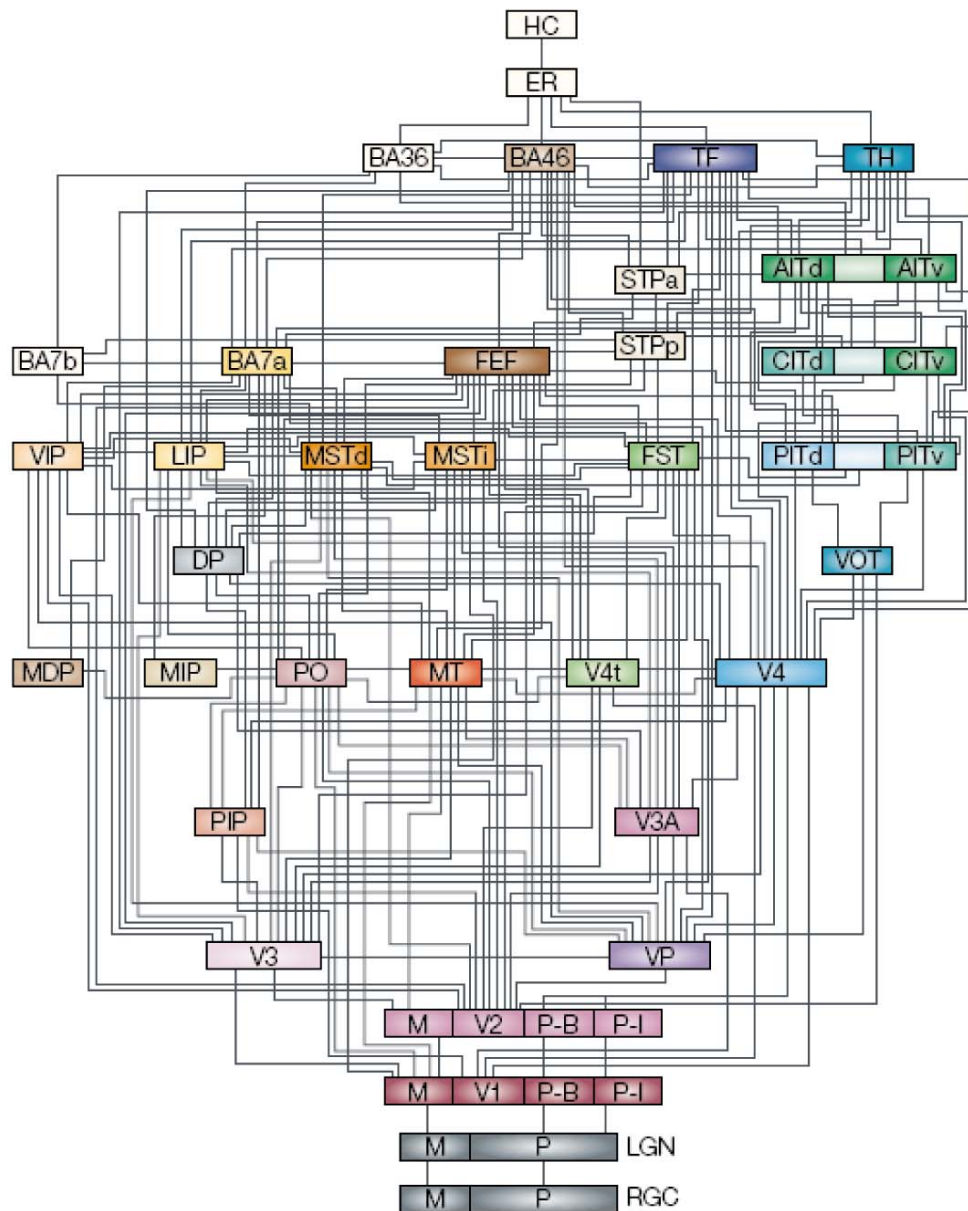 HC
ER
BA36 BA46 TF TH
AITd AITv
STPa
STPp
BA7b BA7a FEF CITd CITv
VIP LIP MSTd MSTi FST PITd PITv
DP VOT
MDP MIP PO MT V4t V4
PIP V3A
V3 VP
M V2 P-B P-I
M V1 P-B P-I
M P LGN
M P RGC